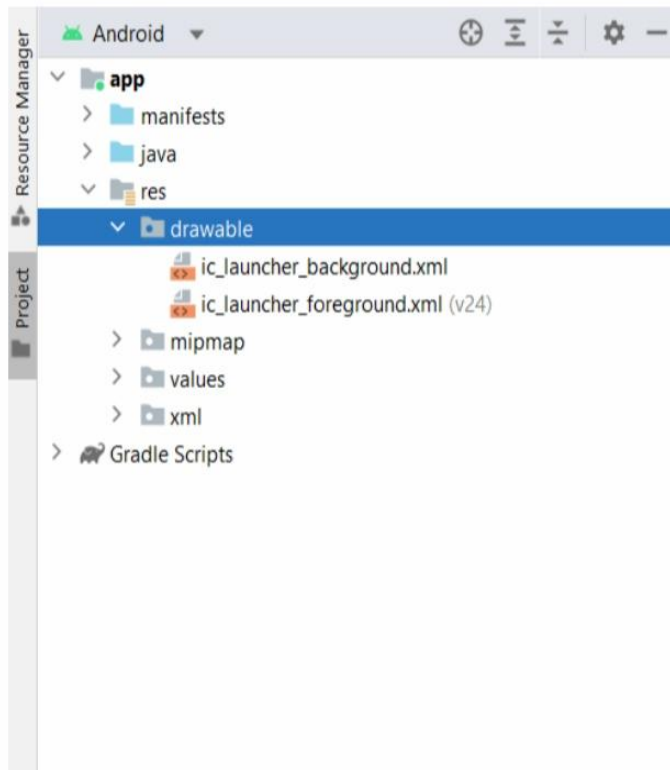 Resource Manager
Project
Android
app
manifests
java
res
drawable
ic_launcher_background.xml
ic_launcher_foreground.xml (v24)
mipmap
values
xml
Gradle Scripts